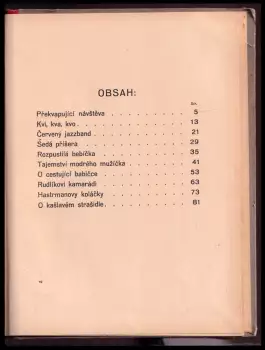 OBSAH:
Str.
Překvapující návštěva . . . . . . . 5
Kvi, kva, kvo . . . . . . . . . . 13
Červený jazzband . . . . . . . . . 21
Šedá příšera . . . . . . . . . . 29
Rozpustilá babička . . . . . . . . 35
Tajemství modrého mužíčka . . . . . . 41
O cestující babičce . . . . . . . . 53
Rudlíkovi kamarádi . . . . . . . . 63
Hastrmanovy koláčky . . . . . . . . 73
O kašlavém strašidle . . . . . . . . 81